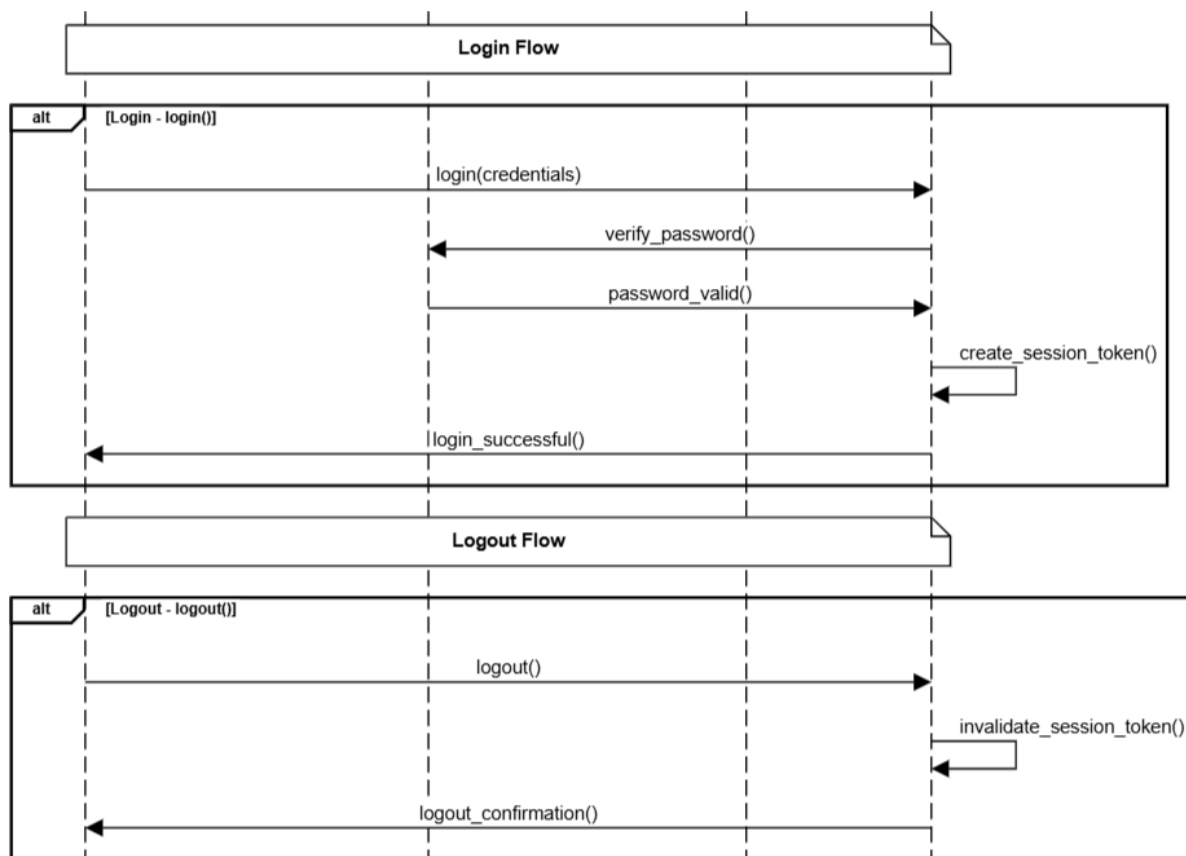 Login Flow
alt
[Login - login()]
login(credentials)
verify_password()
password_valid()
create_session_token()
login_successful()
Logout Flow
alt
[Logout - logout()]
logout()
invalidate_session_token()
logout_confirmation()